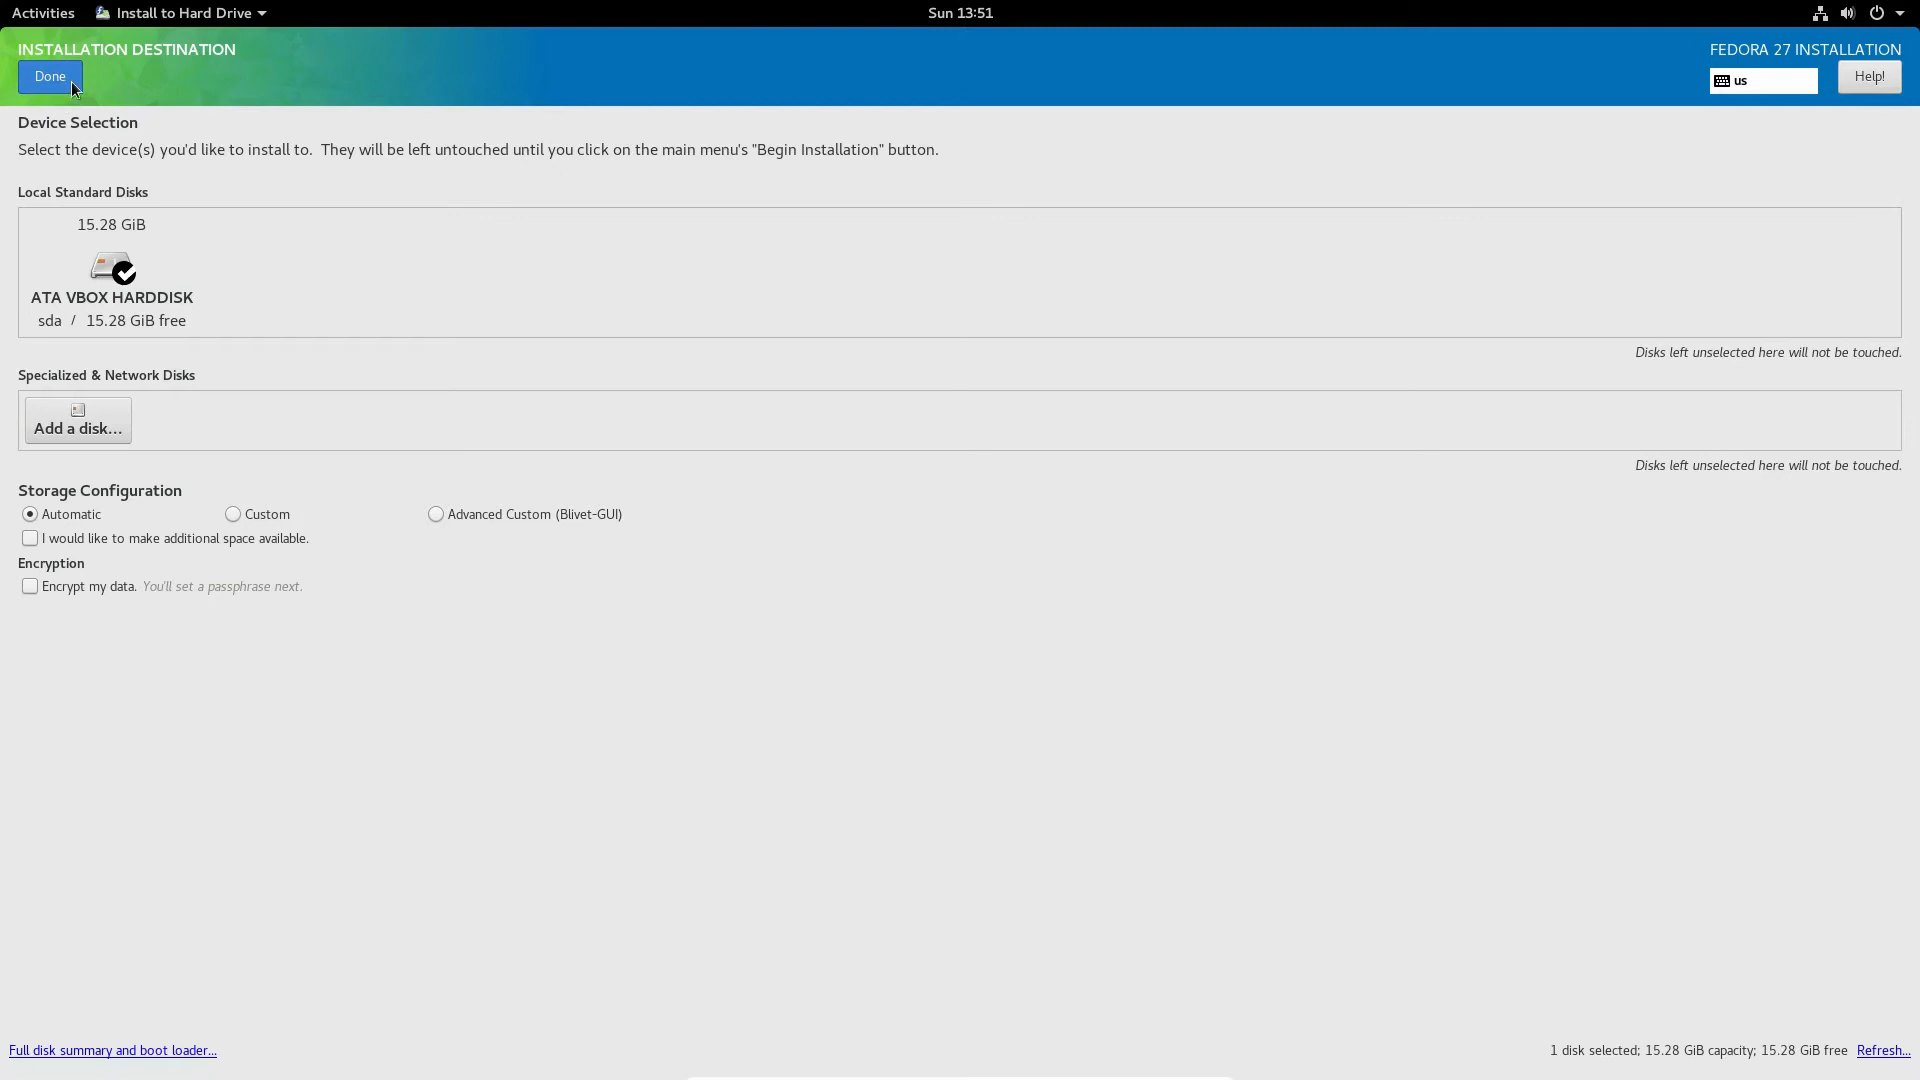 Activities Install to Hard Drive Sun 13:51
INSTALLATION DESTINATION FEDORA 27 INSTALLATION
Done us Help!
Device Selection
Select the device(s) you'd like to install to. They will be left untouched until you click on the main menu's "Begin Installation" button.
Local Standard Disks
15.28 GiB
ATA VBOX HARDDISK
sda / 15.28 GiB free
Disks left unselected here will not be touched.
Specialized & Network Disks
Add a disk...
Disks left unselected here will not be touched.
Storage Configuration
Automatic Custom Advanced Custom (Blivet-GUI)
I would like to make additional space available.
Encryption
Encrypt my data. You'll set a passphrase next.
Full disk summary and boot loader... 1 disk selected; 15.28 GiB capacity; 15.28 GiB free Refresh...